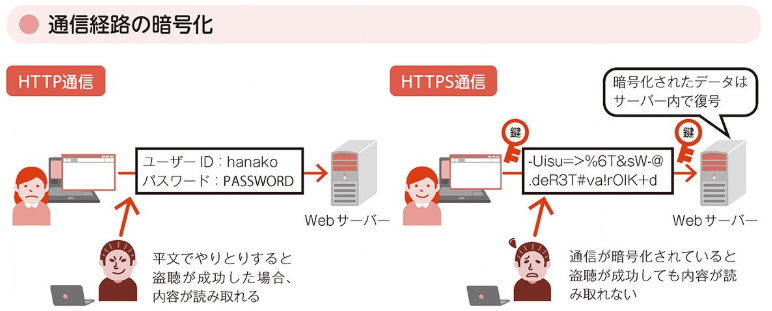 通信経路の暗号化
HTTP通信
ユーザーID：hanako
パスワード：PASSWORD
Webサーバー
平文でやりとりすると
盗聴が成功した場合、
内容が読み取れる
HTTPS通信
暗号化されたデータは
サーバー内で復号
鍵
鍵
-Uisu=>%6T&sW-@
.deR3T#va!rOIK+d
Webサーバー
通信が暗号化されていると
盗聴が成功しても内容が読
み取れない